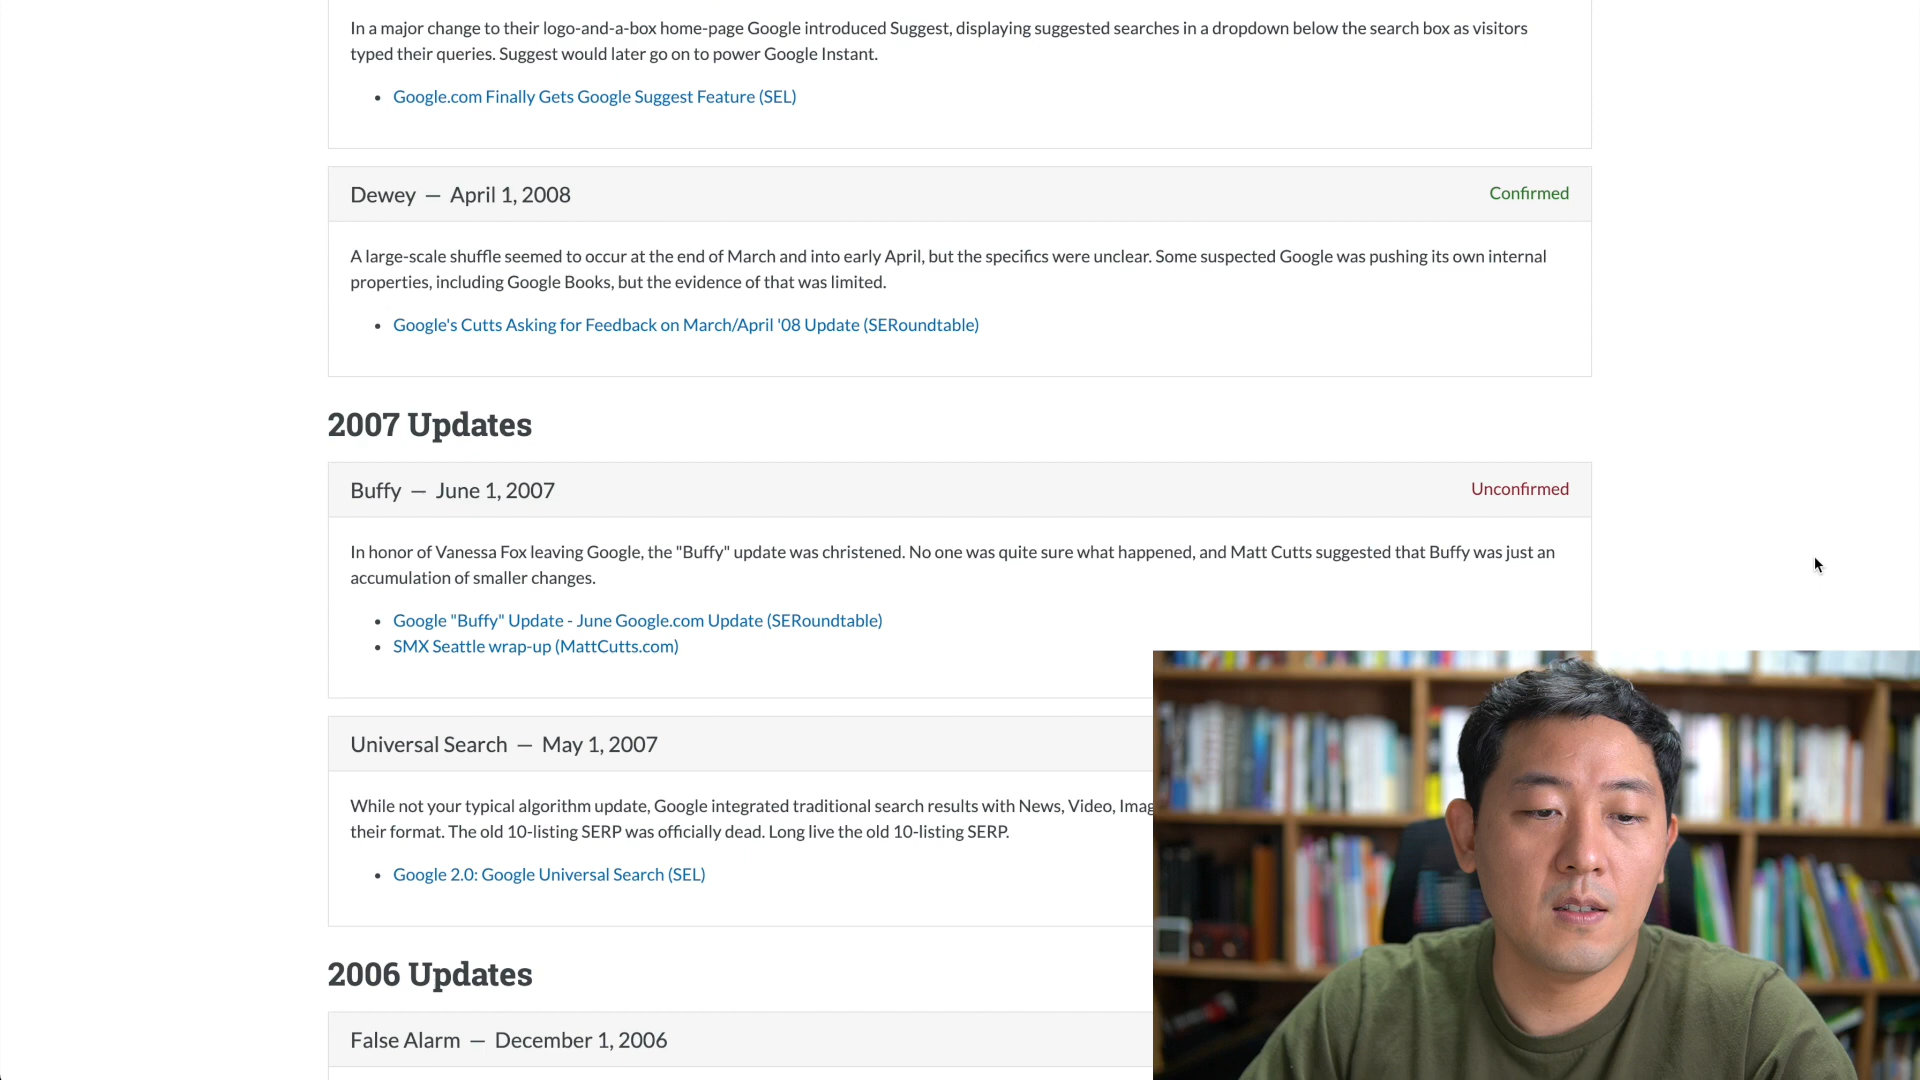 In a major change to their logo-and-a-box home-page Google introduced Suggest, displaying suggested searches in a dropdown below the search box as visitors
typed their queries. Suggest would later go on to power Google Instant.
• Google.com Finally Gets Google Suggest Feature (SEL)
Dewey — April 1, 2008
Confirmed
A large-scale shuffle seemed to occur at the end of March and into early April, but the specifics were unclear. Some suspected Google was pushing its own internal
properties, including Google Books, but the evidence of that was limited.
• Google's Cutts Asking for Feedback on March/April '08 Update (SERoundtable)
2007 Updates
Buffy — June 1, 2007
Unconfirmed
In honor of Vanessa Fox leaving Google, the "Buffy" update was christened. No one was quite sure what happened, and Matt Cutts suggested that Buffy was just an
accumulation of smaller changes.
• Google "Buffy" Update - June Google.com Update (SERoundtable)
• SMX Seattle wrap-up (MattCutts.com)
Universal Search — May 1, 2007
While not your typical algorithm update, Google integrated traditional search results with News, Video, Imag
their format. The old 10-listing SERP was officially dead. Long live the old 10-listing SERP.
• Google 2.0: Google Universal Search (SEL)
2006 Updates
False Alarm — December 1, 2006